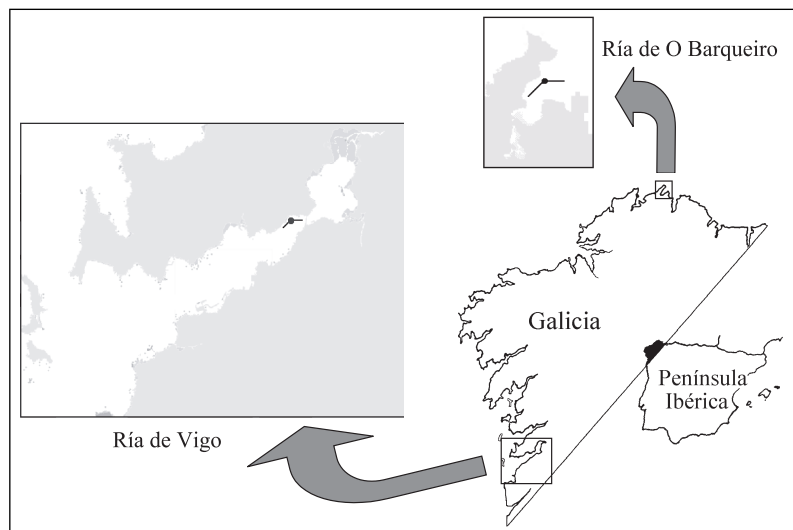 Ría de O Barqueiro
Galicia
Península
Ibérica
Ría de Vigo